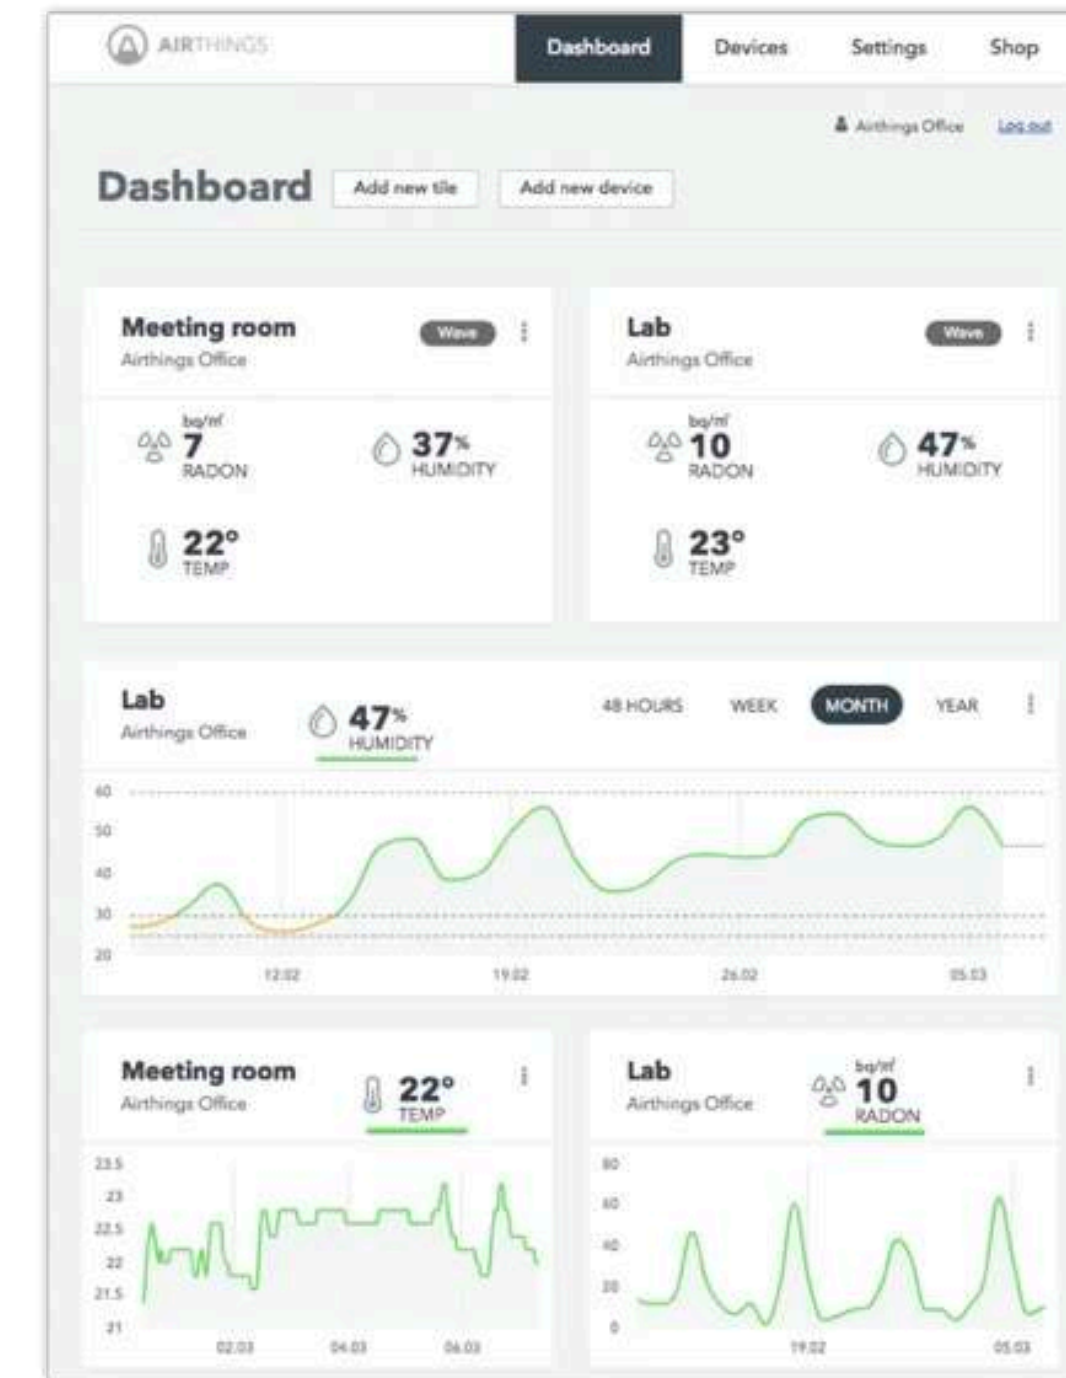 AIRTHINGS
Dashboard Devices Settings Shop
Airthings Office Log out
Dashboard Add new tile Add new device
Meeting room Wave
Airthings Office
bq/m³
7
RADON
37%
HUMIDITY
22°
TEMP
Lab Wave
Airthings Office
bq/m³
10
RADON
47%
HUMIDITY
23°
TEMP
Lab
Airthings Office
47%
HUMIDITY
48 HOURS WEEK MONTH YEAR
60
50
40
30
20
12.02 19.02 26.02 05.03
Meeting room
Airthings Office
22°
TEMP
23.5
23
22.5
22
21.5
21
02.03 04.03 06.03
Lab
Airthings Office
bq/m³
10
RADON
80
60
40
20
0
19.02 05.03